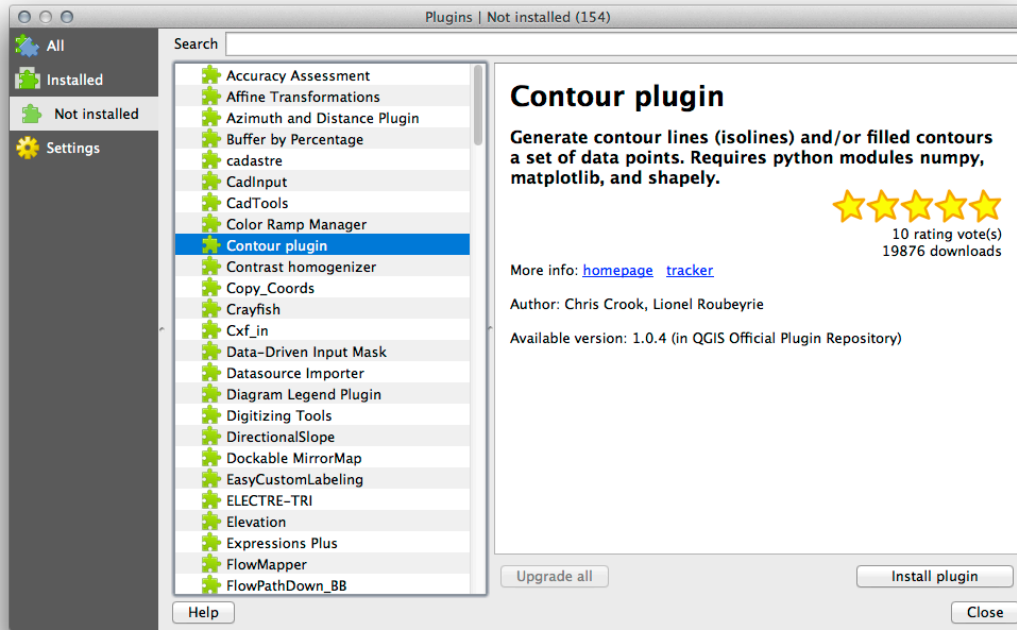 Plugins | Not installed (154)
All
Installed
Not installed
Settings
Search
Accuracy Assessment
Affine Transformations
Azimuth and Distance Plugin
Buffer by Percentage
cadastre
CadInput
CadTools
Color Ramp Manager
Contour plugin
Contrast homogenizer
Copy_Coords
Crayfish
Cxf_in
Data-Driven Input Mask
Datasource Importer
Diagram Legend Plugin
Digitizing Tools
DirectionalSlope
Dockable MirrorMap
EasyCustomLabeling
ELECTRE-TRI
Elevation
Expressions Plus
FlowMapper
FlowPathDown_BB
Contour plugin
Generate contour lines (isolines) and/or filled contours
a set of data points. Requires python modules numpy,
matplotlib, and shapely.
10 rating vote(s)
19876 downloads
More info: homepage tracker
Author: Chris Crook, Lionel Roubeyrie
Available version: 1.0.4 (in QGIS Official Plugin Repository)
Upgrade all
Install plugin
Help
Close